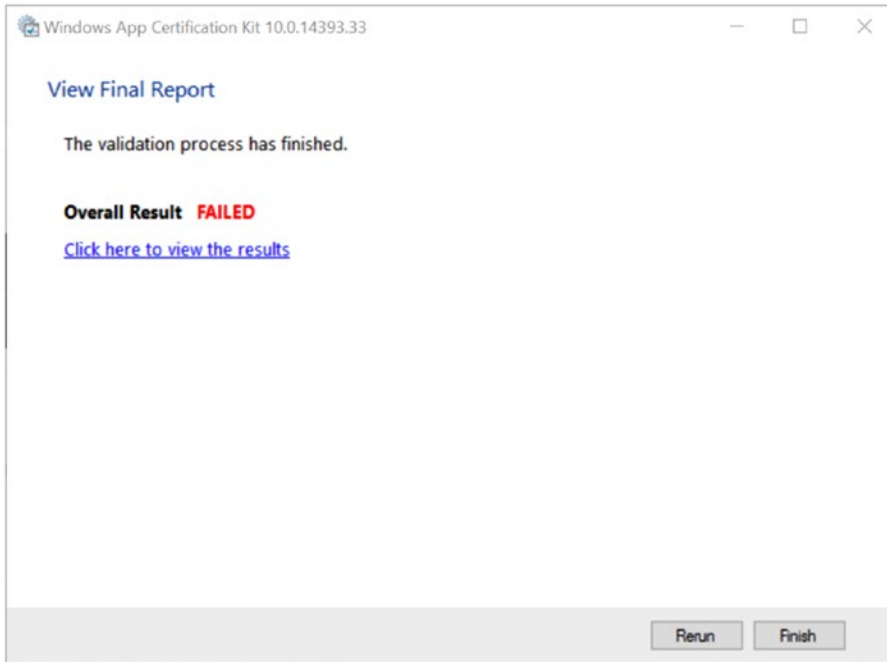 Windows App Certification Kit 10.0.14393.33
View Final Report
The validation process has finished.
Overall Result FAILED
Click here to view the results
Rerun Finish